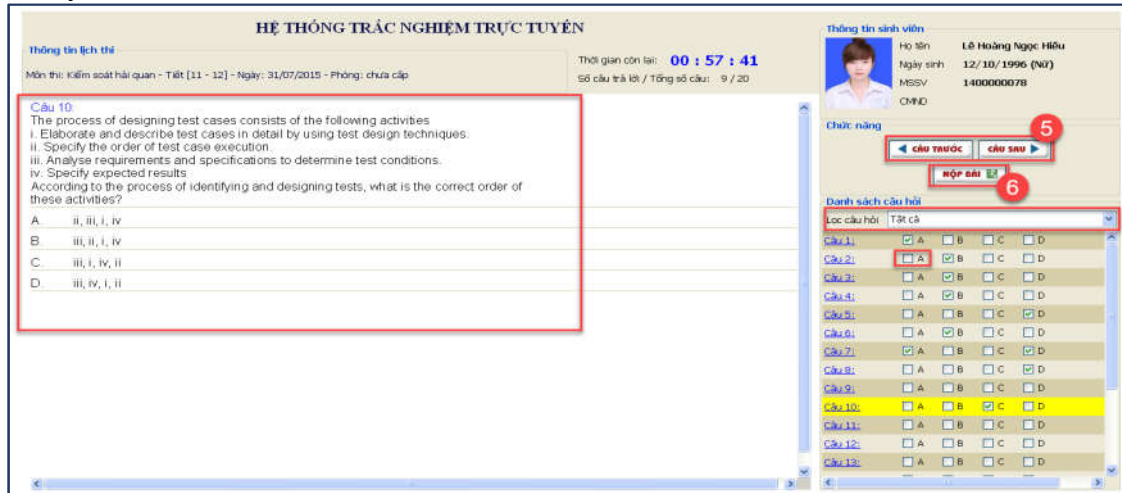 HỆ THỐNG TRẮC NGHIỆM TRỰC TUYẾN
Thông tin lịch thi
Môn thi: Kiểm soát hải quan - Tiết [11 - 12] - Ngày: 31/07/2015 - Phòng: chưa cấp
Thời gian còn lại: 00 : 57 : 41
Số câu trả lời / Tổng số câu: 9 / 20
Câu 10:
The process of designing test cases consists of the following activities
i. Elaborate and describe test cases in detail by using test design techniques.
ii. Specify the order of test case execution.
iii. Analyse requirements and specifications to determine test conditions.
iv. Specify expected results
According to the process of identifying and designing tests, what is the correct order of
these activities?
A. ii, iii, i, iv
B. iii, ii, i, iv
C. iii, i, iv, ii
D. iii, iv, i, ii
Thông tin sinh viên
Họ tên Lê Hoàng Ngọc Hiếu
Ngày sinh 12/10/1996 (Nữ)
MSSV 1400000078
CMND
Chức năng
5
CÂU TRƯỚC CÂU SAU
NỘP BÀI
6
Danh sách câu hỏi
Lọc câu hỏi Tất cả
Câu 1: A B C D
Câu 2: A B C D
Câu 3: A B C D
Câu 4: A B C D
Câu 5: A B C D
Câu 6: A B C D
Câu 7: A B C D
Câu 8: A B C D
Câu 9: A B C D
Câu 10: A B C D
Câu 11: A B C D
Câu 12: A B C D
Câu 13: A B C D